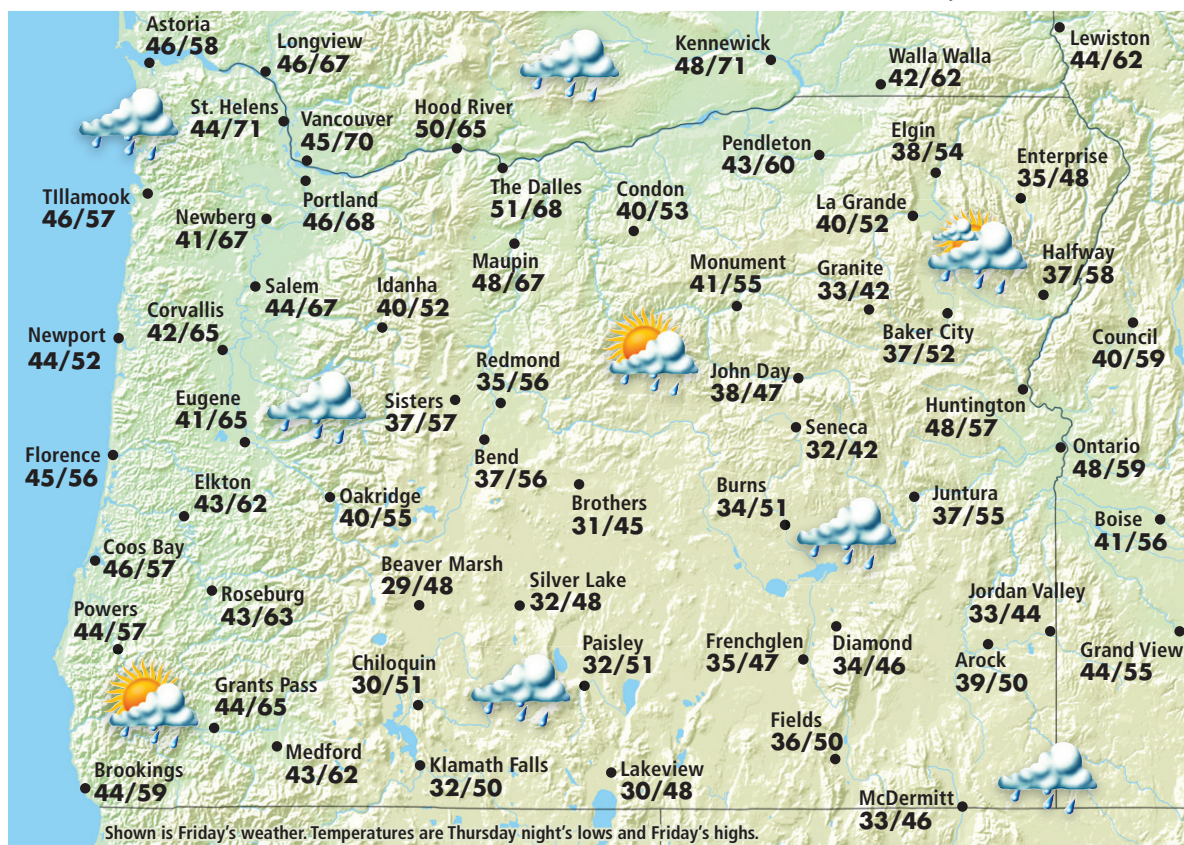 Astoria
46/58
Longview
46/67
Kennewick
48/71
Walla Walla
42/62
Lewiston
44/62
St. Helens
44/71
Vancouver
45/70
Hood River
50/65
Pendleton
43/60
Elgin
38/54
Enterprise
35/48
TIllamook
46/57
Newberg
41/67
Portland
46/68
The Dalles
51/68
Condon
40/53
La Grande
40/52
Maupin
48/67
Monument
41/55
Granite
33/42
Halfway
37/58
Salem
44/67
Idanha
40/52
Corvallis
42/65
Newport
44/52
Baker City
37/52
Council
40/59
Redmond
35/56
John Day
38/47
Eugene
41/65
Sisters
37/57
Huntington
48/57
Seneca
32/42
Florence
45/56
Bend
37/56
Ontario
48/59
Elkton
43/62
Oakridge
40/55
Brothers
31/45
Burns
34/51
Juntura
37/55
Boise
41/56
Coos Bay
46/57
Beaver Marsh
29/48
Silver Lake
32/48
Roseburg
43/63
Jordan Valley
33/44
Powers
44/57
Paisley
32/51
Frenchglen
35/47
Diamond
34/46
Arock
39/50
Grand View
44/55
Chiloquin
30/51
Grants Pass
44/65
Fields
36/50
Medford
43/62
Klamath Falls
32/50
Lakeview
30/48
Brookings
44/59
McDermitt
33/46
Shown is Friday's weather. Temperatures are Thursday night's lows and Friday's highs.